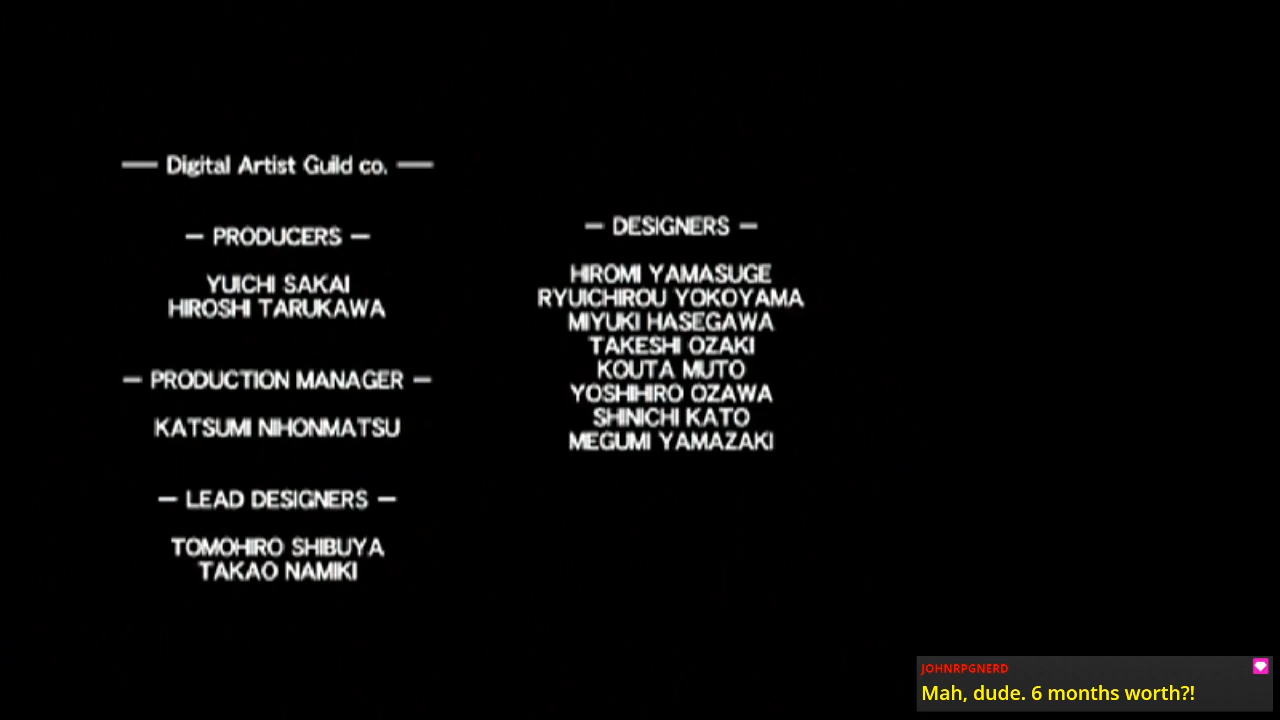 — Digital Artist Guild co. —
— PRODUCERS —
YUICHI SAKAI
HIROSHI TARUKAWA
— PRODUCTION MANAGER —
KATSUMI NIHONMATSU
— LEAD DESIGNERS —
TOMOHIRO SHIBUYA
TAKAO NAMIKI
— DESIGNERS —
HIROMI YAMASUGE
RYUICHIROU YOKOYAMA
MIYUKI HASEGAWA
TAKESHI OZAKI
KOUTA MUTO
YOSHIHIRO OZAWA
SHINICHI KATO
MEGUMI YAMAZAKI
JOHNRPGNERD
Mah, dude. 6 months worth?!